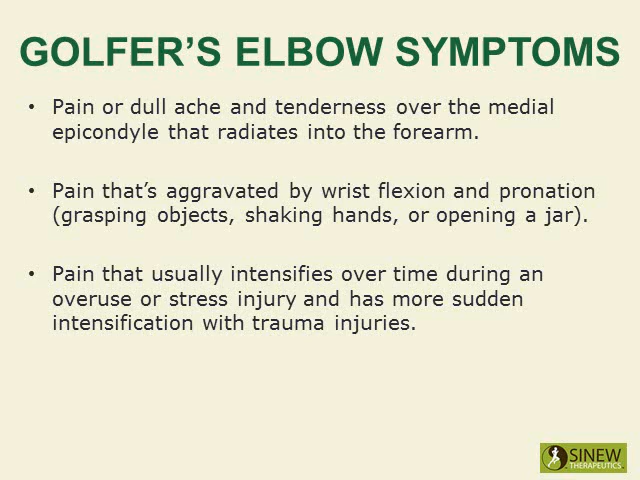 GOLFER’S ELBOW SYMPTOMS
• Pain or dull ache and tenderness over the medial
epicondyle that radiates into the forearm.
• Pain that’s aggravated by wrist flexion and pronation
(grasping objects, shaking hands, or opening a jar).
• Pain that usually intensifies over time during an
overuse or stress injury and has more sudden
intensification with trauma injuries.
SINEW
THERAPEUTICS